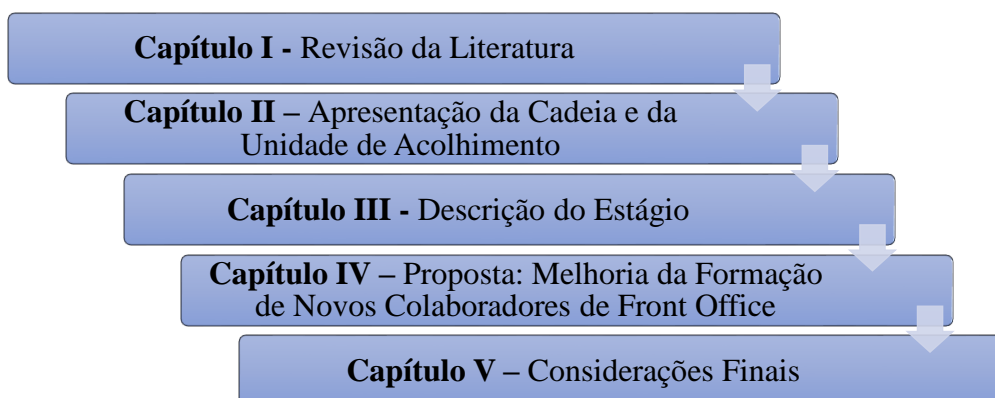 Capítulo I - Revisão da Literatura
Capítulo II – Apresentação da Cadeia e da
Unidade de Acolhimento
Capítulo III - Descrição do Estágio
Capítulo IV – Proposta: Melhoria da Formação
de Novos Colaboradores de Front Office
Capítulo V – Considerações Finais